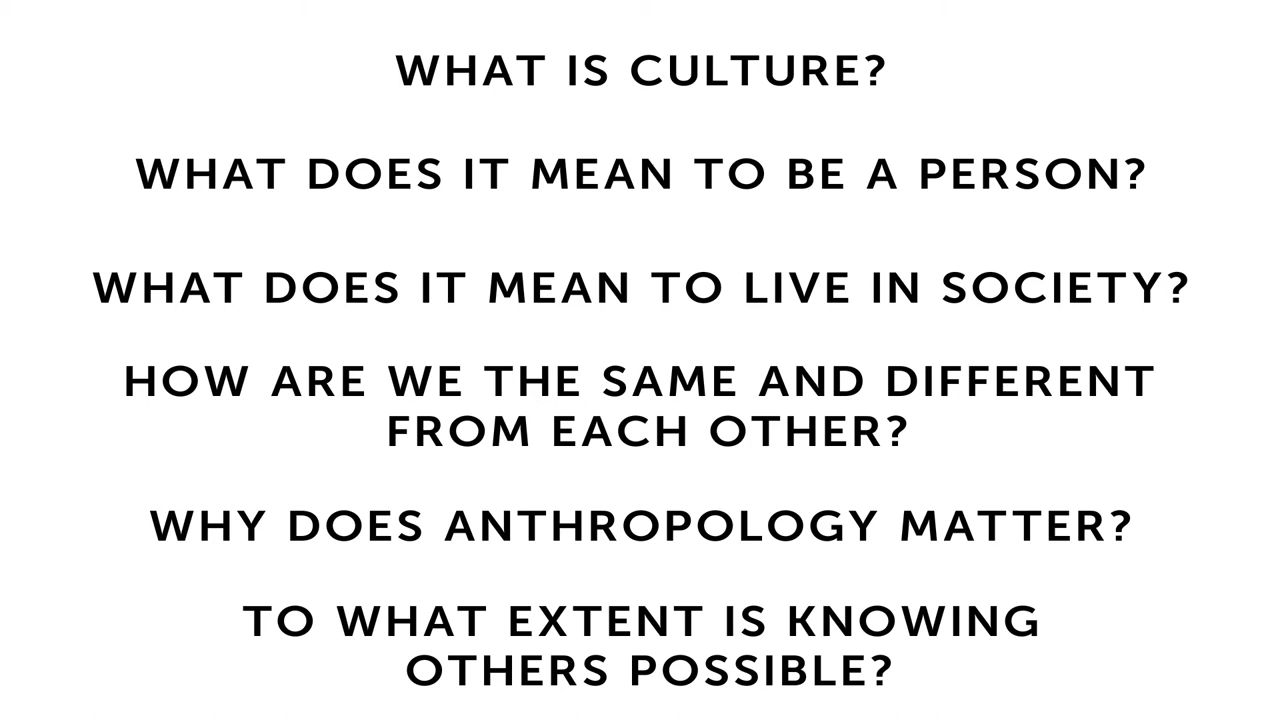 WHAT IS CULTURE?
WHAT DOES IT MEAN TO BE A PERSON?
WHAT DOES IT MEAN TO LIVE IN SOCIETY?
HOW ARE WE THE SAME AND DIFFERENT
FROM EACH OTHER?
WHY DOES ANTHROPOLOGY MATTER?
TO WHAT EXTENT IS KNOWING
OTHERS POSSIBLE?